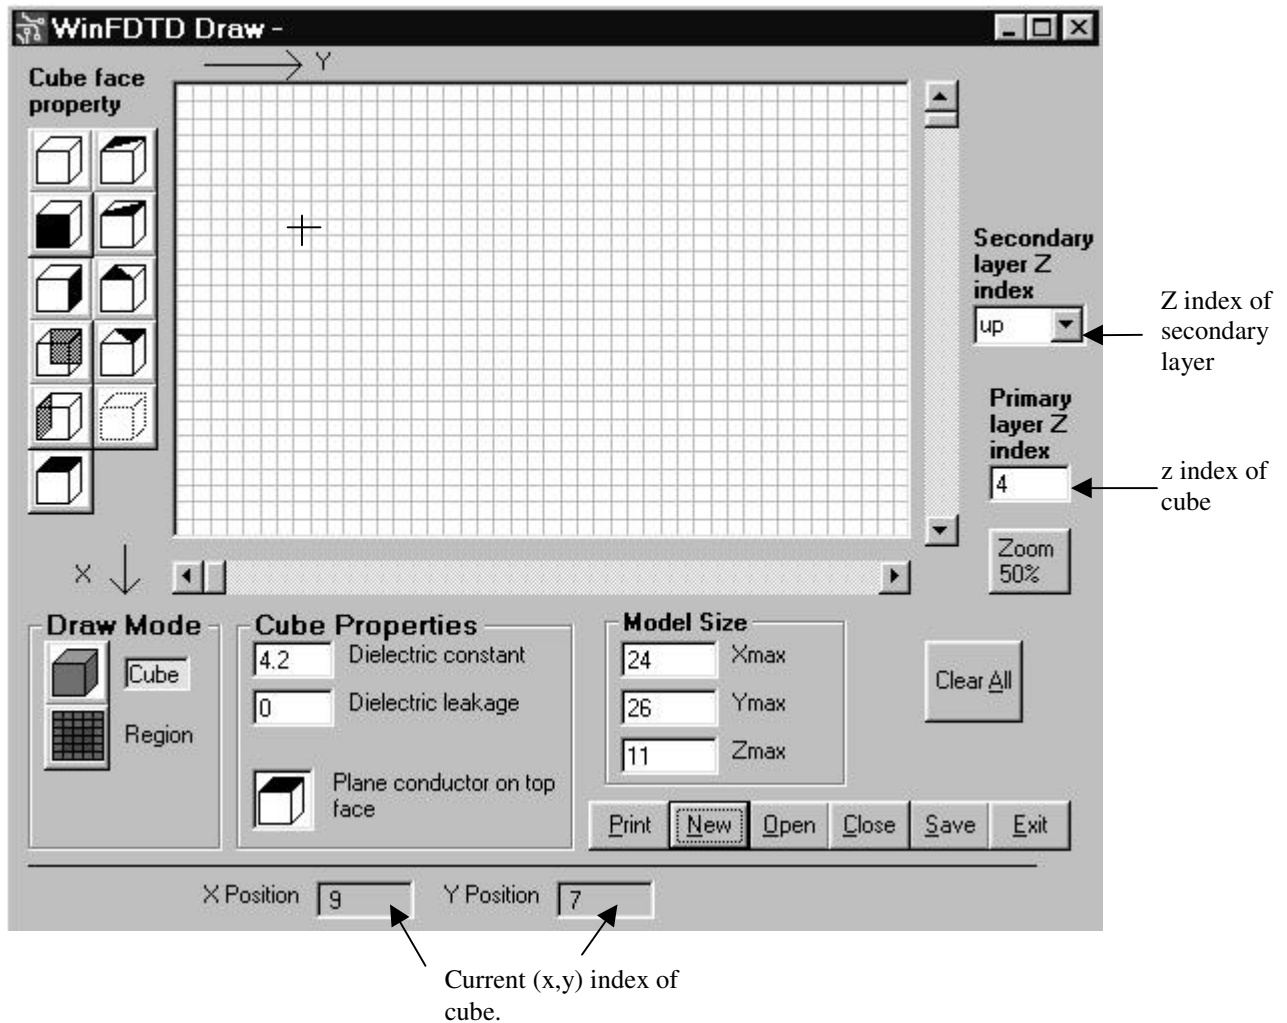 WinFDTD Draw -
Cube face
property
Y
Secondary
layer Z
index
up
Z index of
secondary
layer
Primary
layer Z
index
4
z index of
cube
Zoom
50%
X
Draw Mode
Cube
Region
Cube Properties
4.2 Dielectric constant
0 Dielectric leakage
Plane conductor on top
face
Model Size
24 Xmax
26 Ymax
11 Zmax
Clear All
Print New Open Close Save Exit
X Position 9 Y Position 7
Current (x,y) index of
cube.